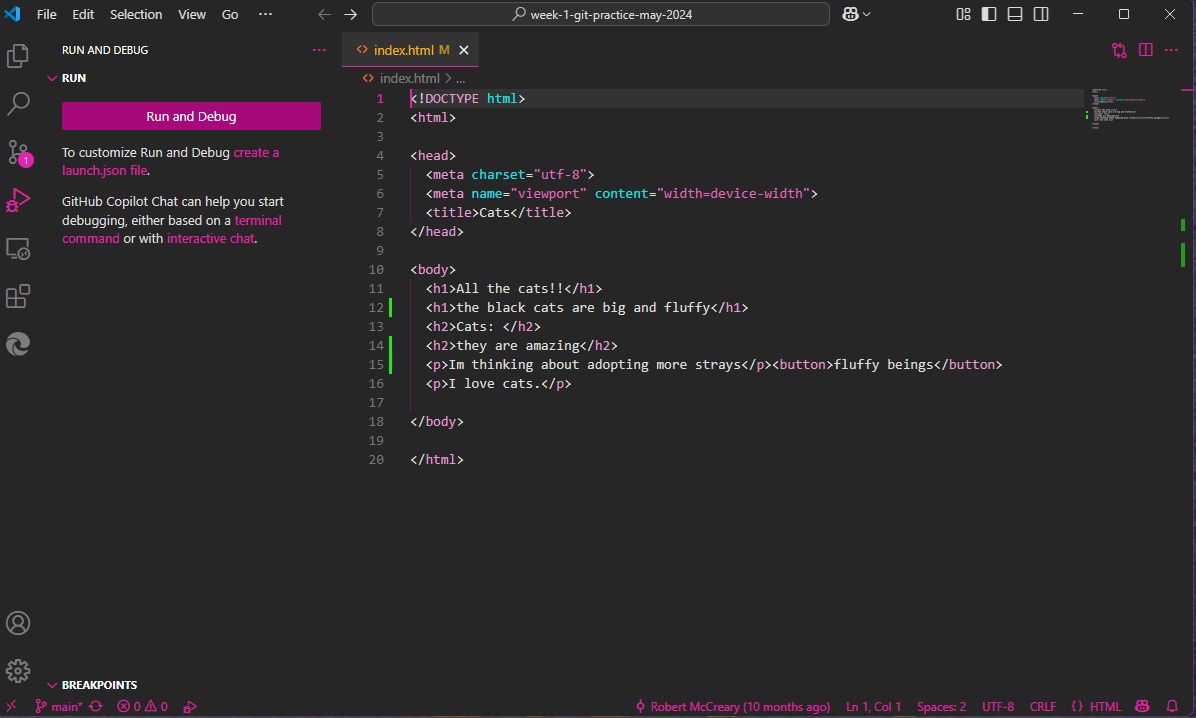 File Edit Selection View Go ··· week-1-git-practice-may-2024
RUN AND DEBUG ···
RUN
Run and Debug
To customize Run and Debug create a
launch.json file.
GitHub Copilot Chat can help you start
debugging, either based on a terminal
command or with interactive chat.
BREAKPOINTS
index.html M
index.html > ...
1 <!DOCTYPE html>
2 <html>
3
4 <head>
5 <meta charset="utf-8">
6 <meta name="viewport" content="width=device-width">
7 <title>Cats</title>
8 </head>
9
10 <body>
11 <h1>All the cats!!</h1>
12 <h1>the black cats are big and fluffy</h1>
13 <h2>Cats: </h2>
14 <h2>they are amazing</h2>
15 <p>Im thinking about adopting more strays</p><button>fluffy beings</button>
16 <p>I love cats.</p>
17
18 </body>
19
20 </html>
1
main* 0 0 Robert McCreary (10 months ago) Ln 1, Col 1 Spaces: 2 UTF-8 CRLF {} HTML